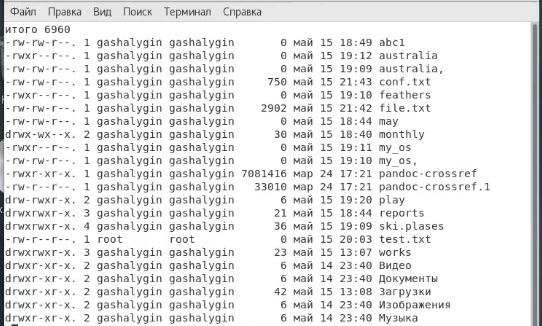 Файл Правка Вид Поиск Терминал Справка
итого 6960
-rw-rw-r--. 1 gashalygin gashalygin 0 май 15 18:49 abc1
-rwxr--r--. 1 gashalygin gashalygin 0 май 15 19:12 australia
-rw-rw-r--. 1 gashalygin gashalygin 0 май 15 19:09 australia,
-rw-rw-r--. 1 gashalygin gashalygin 750 май 15 21:43 conf.txt
-rwxr--r--. 1 gashalygin gashalygin 0 май 15 19:10 feathers
-rw-rw-r--. 1 gashalygin gashalygin 2902 май 15 21:42 file.txt
-rw-rw-r--. 1 gashalygin gashalygin 0 май 15 18:44 may
drwx-wx--x. 2 gashalygin gashalygin 30 май 15 18:40 monthly
-rwxr--r--. 1 gashalygin gashalygin 0 май 15 19:11 my_os
-rw-rw-r--. 1 gashalygin gashalygin 0 май 15 19:10 my_os,
-rwxr-xr-x. 1 gashalygin gashalygin 7081416 мар 24 17:21 pandoc-crossref
-rw-r--r--. 1 gashalygin gashalygin 33010 мар 24 17:21 pandoc-crossref.1
drw-rwxr-x. 2 gashalygin gashalygin 6 май 15 19:20 play
drwxrwxr-x. 3 gashalygin gashalygin 21 май 15 18:44 reports
drwxrwxr-x. 4 gashalygin gashalygin 36 май 15 19:09 ski.plases
-rw-r--r--. 1 root root 0 май 15 20:03 test.txt
drwxrwxr-x. 3 gashalygin gashalygin 23 май 15 13:07 works
drwxr-xr-x. 2 gashalygin gashalygin 6 май 14 23:40 Видео
drwxr-xr-x. 2 gashalygin gashalygin 6 май 14 23:40 Документы
drwxr-xr-x. 2 gashalygin gashalygin 42 май 15 13:08 Загрузки
drwxr-xr-x. 2 gashalygin gashalygin 6 май 14 23:40 Изображения
drwxr-xr-x. 2 gashalygin gashalygin 6 май 14 23:40 Музыка